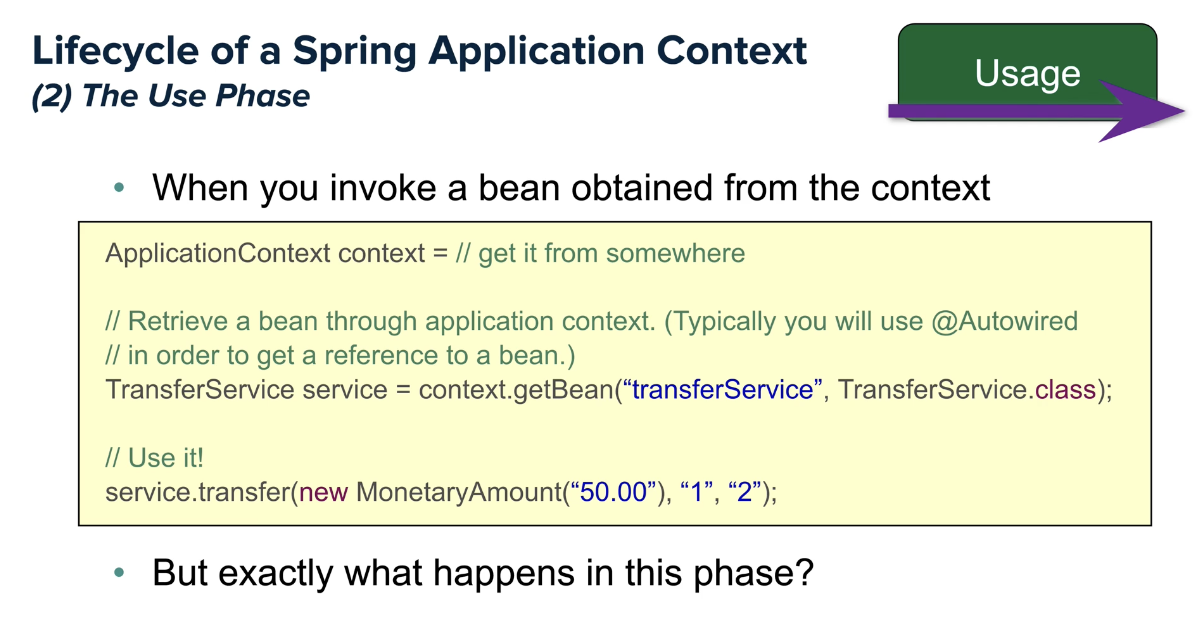 Lifecycle of a Spring Application Context
(2) The Use Phase
Usage
• When you invoke a bean obtained from the context
ApplicationContext context = // get it from somewhere
// Retrieve a bean through application context. (Typically you will use @Autowired
// in order to get a reference to a bean.)
TransferService service = context.getBean(“transferService”, TransferService.class);
// Use it!
service.transfer(new MonetaryAmount(“50.00”), “1”, “2”);
• But exactly what happens in this phase?